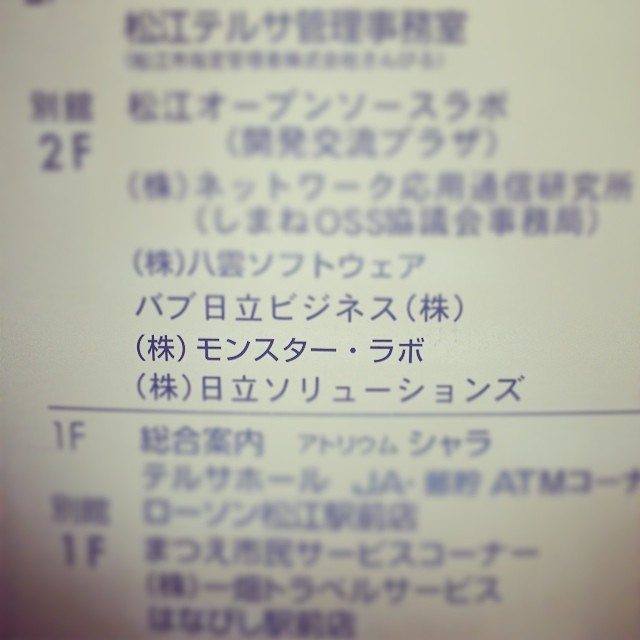 松江テルサ管理事務室
(松江市指定管理者株式会社さんびる)
別館 松江オープンソースラボ
2F (開発交流プラザ)
(株)ネットワーク応用通信研究所
(しまねOSS協議会事務局)
(株)八雲ソフトウェア
バブ日立ビジネス(株)
(株)モンスター・ラボ
(株)日立ソリューションズ
1F 総合案内 アトリウム シャラ
テルサホール JA・郵貯 ATMコーナ
別館 ローソン松江駅前店
1F まつえ市民サービスコーナー
(株)一畑トラベルサービス
はなびし駅前店